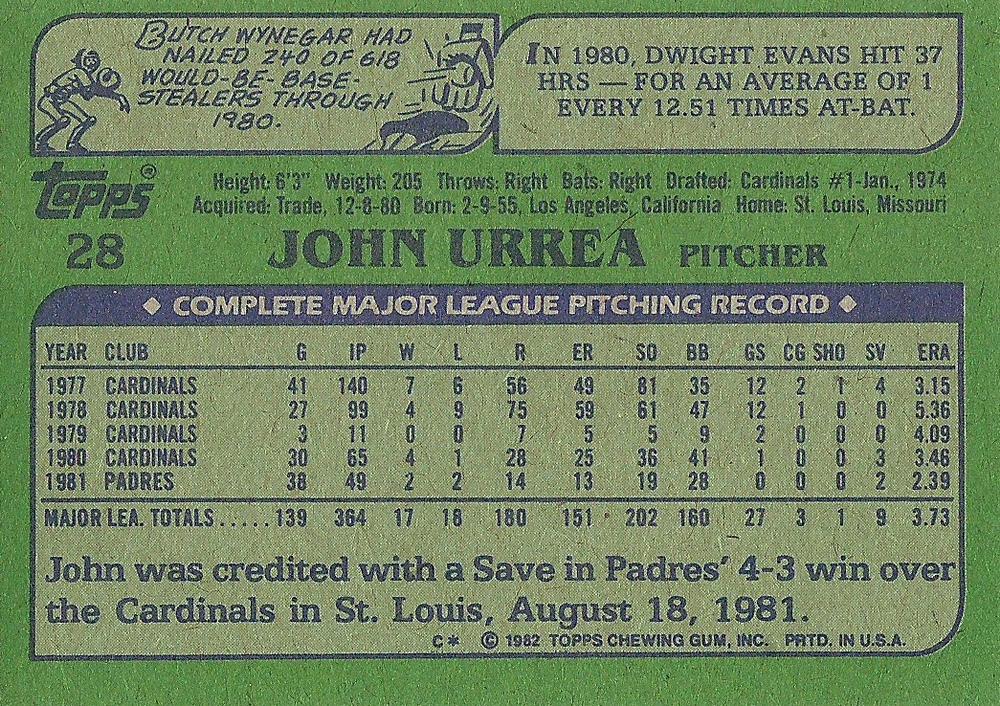 BUTCH WYNEGAR HAD
NAILED 240 OF 618
WOULD-BE-BASE-
STEALERS THROUGH
1980.
IN 1980, DWIGHT EVANS HIT 37
HRS — FOR AN AVERAGE OF 1
EVERY 12.51 TIMES AT-BAT.
Topps®
Height: 6'3" Weight: 205 Throws: Right Bats: Right Drafted: Cardinals #1-Jan., 1974
Acquired: Trade, 12-8-80 Born: 2-9-55, Los Angeles, California Home: St. Louis, Missouri
28 JOHN URREA PITCHER
◆ COMPLETE MAJOR LEAGUE PITCHING RECORD ◆
YEAR CLUB G IP W L R ER SO BB GS CG SHO SV ERA
1977 CARDINALS 41 140 7 6 56 49 81 35 12 2 1 4 3.15
1978 CARDINALS 27 99 4 9 75 59 61 47 12 1 0 0 5.36
1979 CARDINALS 3 11 0 0 7 5 5 9 2 0 0 0 4.09
1980 CARDINALS 30 65 4 1 28 25 36 41 1 0 0 3 3.46
1981 PADRES 38 49 2 2 14 13 19 28 0 0 0 2 2.39
MAJOR LEA. TOTALS..... 139 364 17 18 180 151 202 160 27 3 1 9 3.73
John was credited with a Save in Padres' 4-3 win over
the Cardinals in St. Louis, August 18, 1981.
C* © 1982 TOPPS CHEWING GUM, INC. PRTD. IN U.S.A.